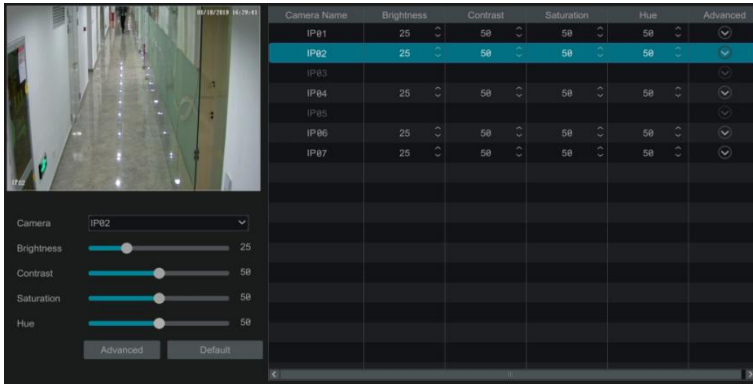 08/10/2019 16:29:41
IP02
Camera IP02
Brightness 25
Contrast 50
Saturation 50
Hue 50
Advanced Default
Camera Name Brightness Contrast Saturation Hue Advanced
IP01 25 50 50 50
IP02 25 50 50 50
IP03
IP04 25 50 50 50
IP05
IP06 25 50 50 50
IP07 25 50 50 50